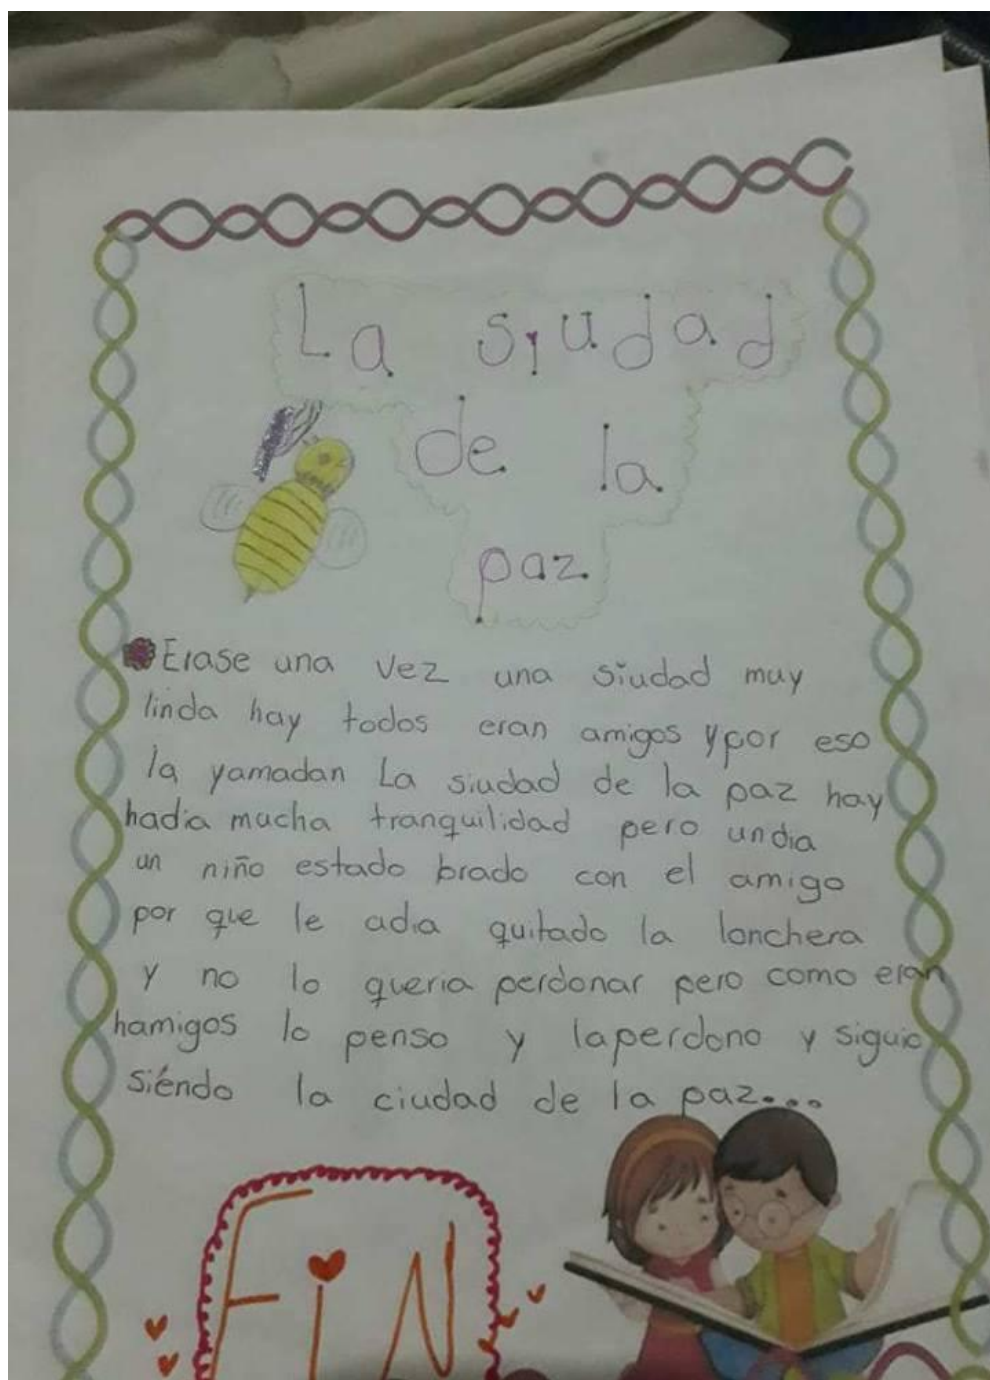 La siudad
de la
paz
Erase una vez una siudad muy
linda hay todos eran amigos y por eso
la yamadan La siudad de la paz hay
hadia mucha tranquilidad pero undia
un niño estado brado con el amigo
por que le adia quitado la lonchera
y no lo queria perdonar pero como eran
hamigos lo penso y laperdono y siguio
siéndo la ciudad de la paz...
FiN